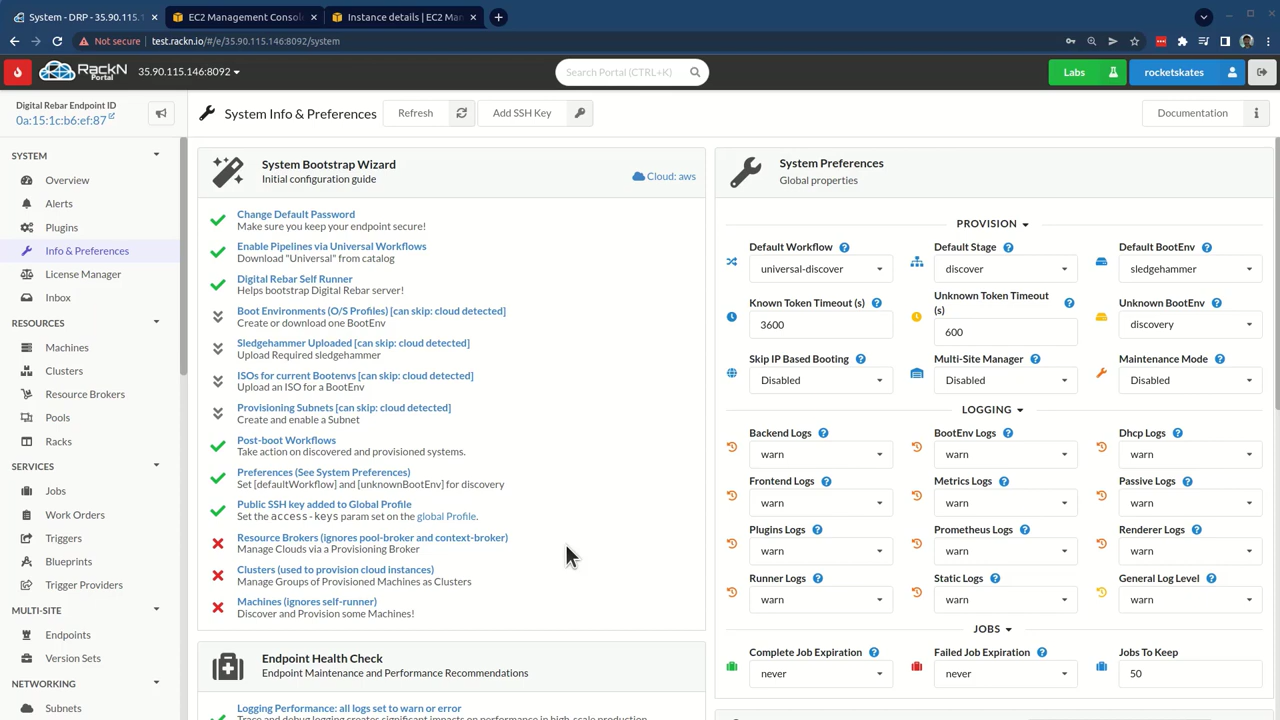 Systen - DRP - 35.90.115.1
EC2 Management Consol
Instance details | EC2 Man
Not secure
test.rackn.io/#/e/35.90.115.146:8092/system
RACKN
Portal
35.90.115.146:8092
Search Portal (CTRL+K)
Labs
rocketskates
Digital Rebar Endpoint ID
0a:15:1c:b6:ef:87
System Info & Preferences
Refresh
Add SSH Key
Documentation
SYSTEM
Overview
Alerts
Plugins
Info & Preferences
License Manager
Inbox
RESOURCES
Machines
Clusters
Resource Brokers
Pools
Racks
SERVICES
Jobs
Work Orders
Triggers
Blueprints
Trigger Providers
MULTI-SITE
Endpoints
Version Sets
NETWORKING
Subnets
System Bootstrap Wizard
Initial configuration guide
Cloud: aws
Change Default Password
Make sure you keep your endpoint secure!
Enable Pipelines via Universal Workflows
Download "Universal" from catalog
Digital Rebar Self Runner
Helps bootstrap Digital Rebar server!
Boot Environments (O/S Profiles) [can skip: cloud detected]
Create or download one BootEnv
Sledgehammer Uploaded [can skip: cloud detected]
Upload Required sledgehammer
ISOs for current Bootenvs [can skip: cloud detected]
Upload an ISO for a BootEnv
Provisioning Subnets [can skip: cloud detected]
Create and enable a Subnet
Post-boot Workflows
Take action on discovered and provisioned systems.
Preferences (See System Preferences)
Set [defaultWorkflow] and [unknownBootEnv] for discovery
Public SSH key added to Global Profile
Set the access-keys param set on the global Profile.
Resource Brokers (ignores pool-broker and context-broker)
Manage Clouds via a Provisioning Broker
Clusters (used to provision cloud instances)
Manage Groups of Provisioned Machines as Clusters
Machines (ignores self-runner)
Discover and Provision some Machines!
Endpoint Health Check
Endpoint Maintenance and Performance Recommendations
Logging Performance: all logs set to warn or error
Trace and debug logging creates significant impacts on performance in high-scale production
System Preferences
Global properties
PROVISION
Default Workflow
Default Stage
Default BootEnv
universal-discover
discover
sledgehammer
Known Token Timeout (s)
Unknown Token Timeout
(s)
Unknown BootEnv
3600
600
discovery
Skip IP Based Booting
Multi-Site Manager
Maintenance Mode
Disabled
Disabled
Disabled
LOGGING
Backend Logs
BootEnv Logs
Dhcp Logs
warn
warn
warn
Frontend Logs
Metrics Logs
Passive Logs
warn
warn
warn
Plugins Logs
Prometheus Logs
Renderer Logs
warn
warn
warn
Runner Logs
Static Logs
General Log Level
warn
warn
warn
JOBS
Complete Job Expiration
Failed Job Expiration
Jobs To Keep
never
never
50